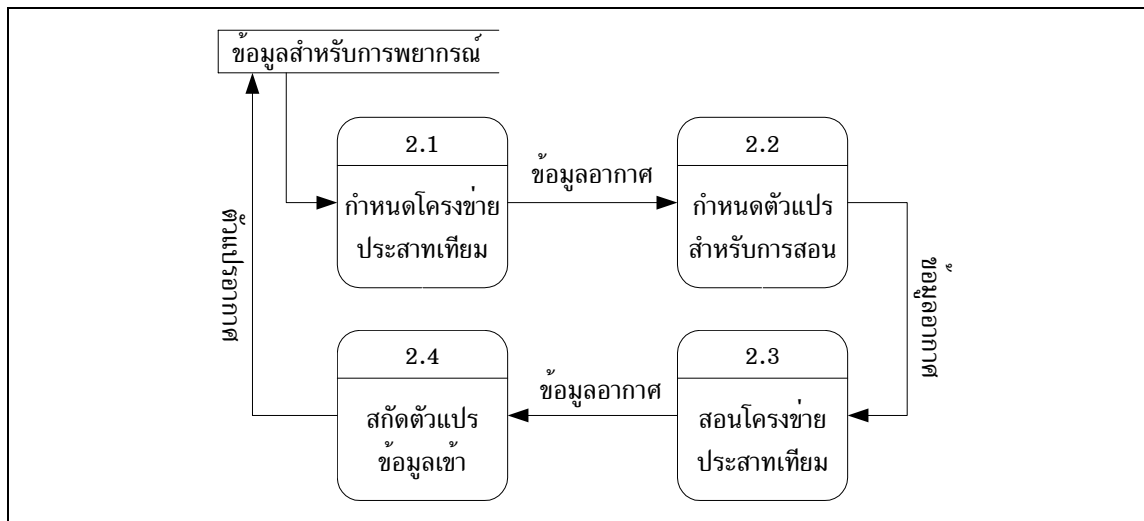 ข้อมูลสำหรับการพยากรณ์
2.1
กำหนดโครงข่าย
ประสาทเทียม
ข้อมูลอากาศ
2.2
กำหนดตัวแปร
สำหรับการสอน
ข้อมูลอากาศ
2.3
สอนโครงข่าย
ประสาทเทียม
ข้อมูลอากาศ
2.4
สกัดตัวแปร
ข้อมูลเข้า
ตัวแปรอากาศ